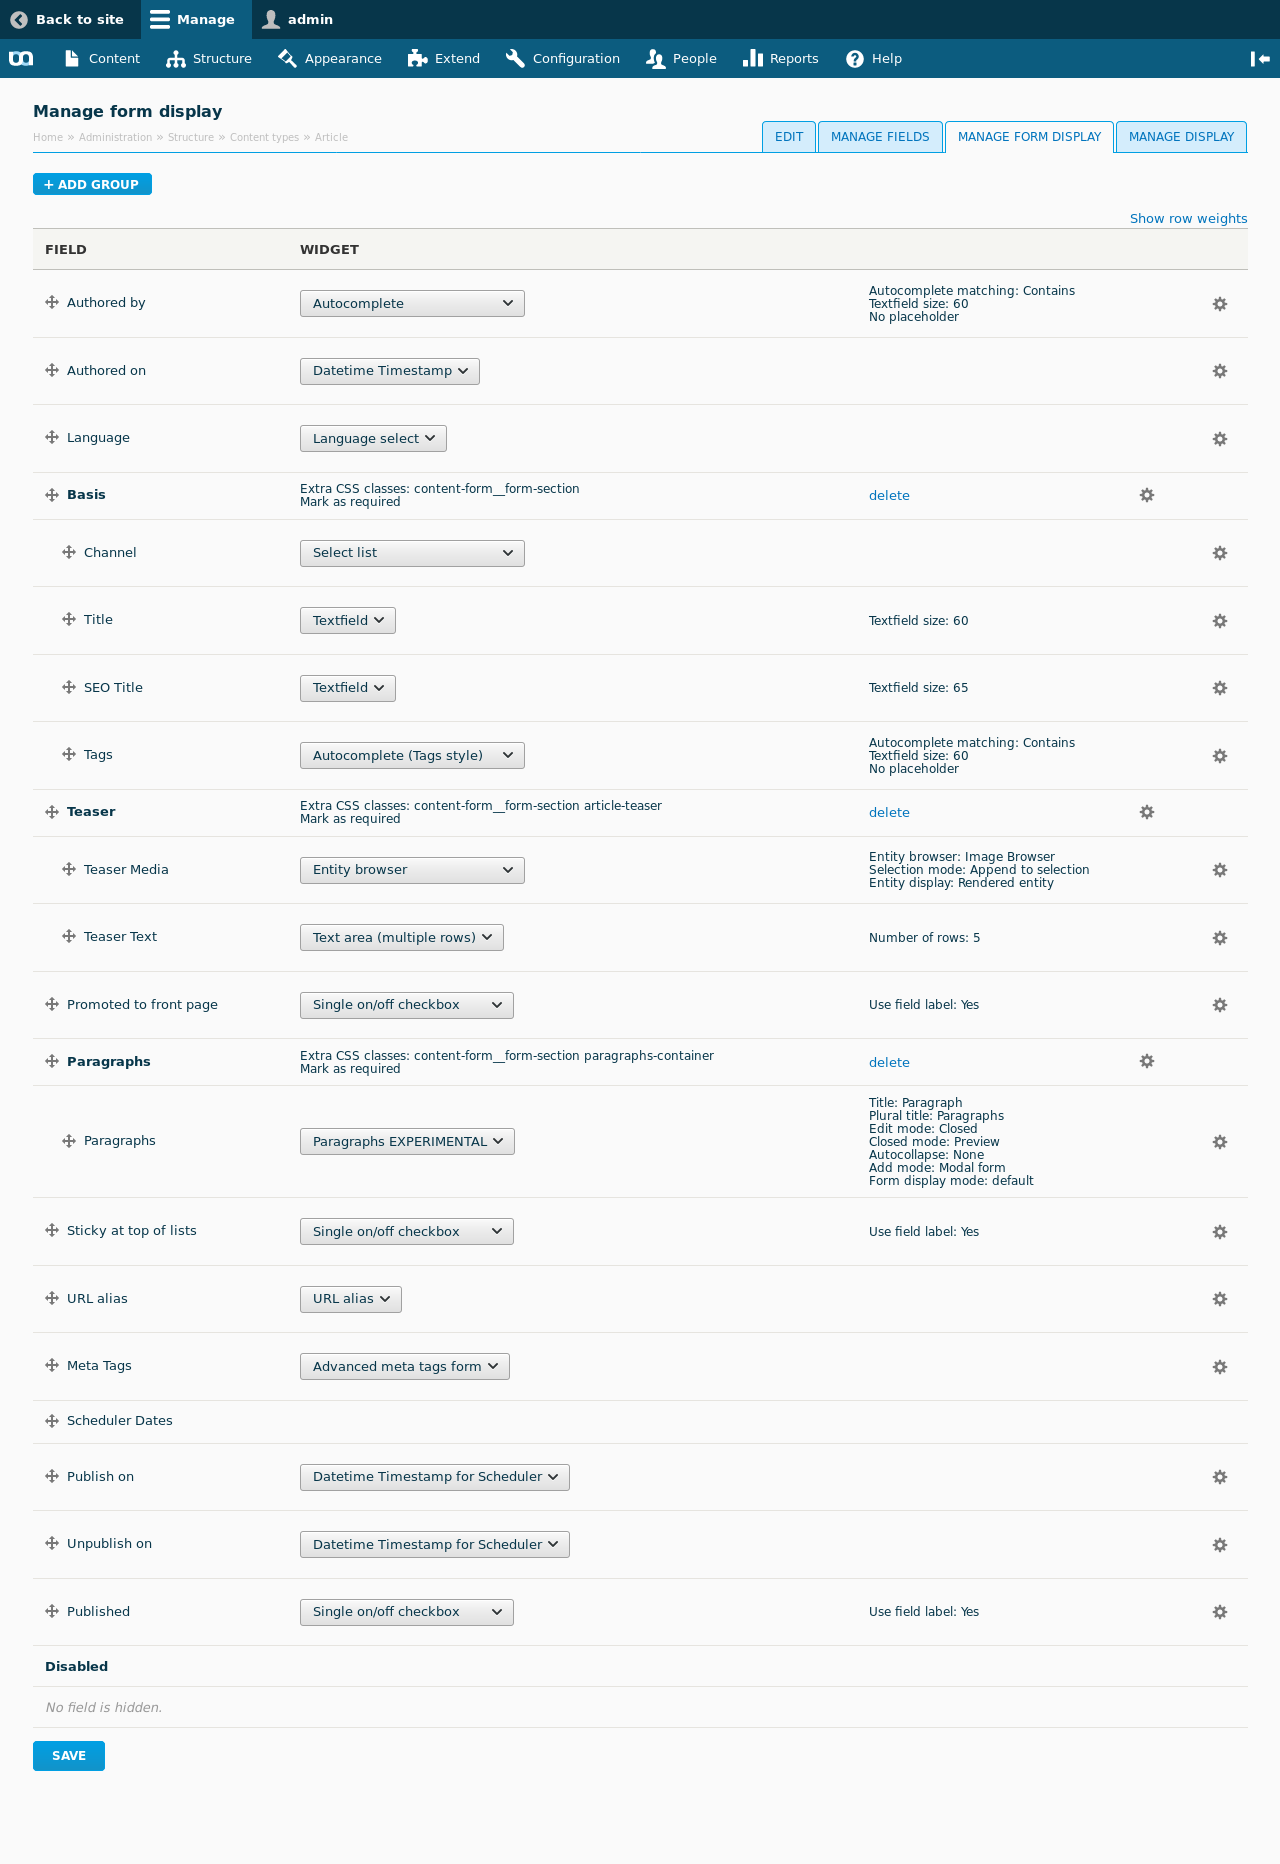 Back to site Manage admin
Content Structure Appearance Extend Configuration People Reports Help
Manage form display
Home » Administration » Structure » Content types » Article
EDIT MANAGE FIELDS MANAGE FORM DISPLAY MANAGE DISPLAY
+ ADD GROUP
Show row weights
FIELD WIDGET
Authored by Autocomplete Autocomplete matching: Contains
Textfield size: 60
No placeholder
Authored on Datetime Timestamp
Language Language select
Basis Extra CSS classes: content-form__form-section delete
Mark as required
Channel Select list
Title Textfield Textfield size: 60
SEO Title Textfield Textfield size: 65
Tags Autocomplete (Tags style) Autocomplete matching: Contains
Textfield size: 60
No placeholder
Teaser Extra CSS classes: content-form__form-section article-teaser delete
Mark as required
Teaser Media Entity browser Entity browser: Image Browser
Selection mode: Append to selection
Entity display: Rendered entity
Teaser Text Text area (multiple rows) Number of rows: 5
Promoted to front page Single on/off checkbox Use field label: Yes
Paragraphs Extra CSS classes: content-form__form-section paragraphs-container delete
Mark as required
Paragraphs Paragraphs EXPERIMENTAL Title: Paragraph
Plural title: Paragraphs
Edit mode: Closed
Closed mode: Preview
Autocollapse: None
Add mode: Modal form
Form display mode: default
Sticky at top of lists Single on/off checkbox Use field label: Yes
URL alias URL alias
Meta Tags Advanced meta tags form
Scheduler Dates
Publish on Datetime Timestamp for Scheduler
Unpublish on Datetime Timestamp for Scheduler
Published Single on/off checkbox Use field label: Yes
Disabled
No field is hidden.
SAVE